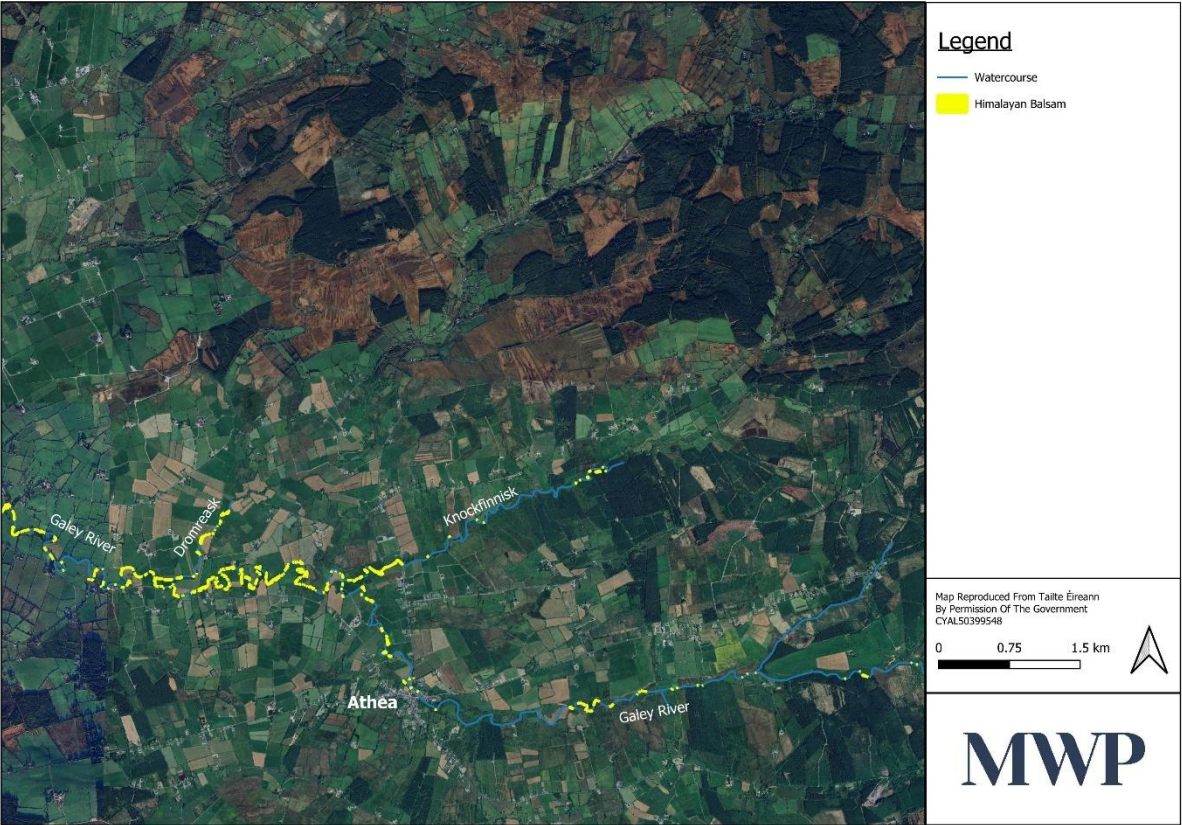 Legend
Watercourse
Himalayan Balsam
Galey River
Dromreask
Knockfinnisk
Athea
Galey River
Map Reproduced From Tailte Éireann
By Permission Of The Government
CYAL50399548
0 0.75 1.5 km
MWP